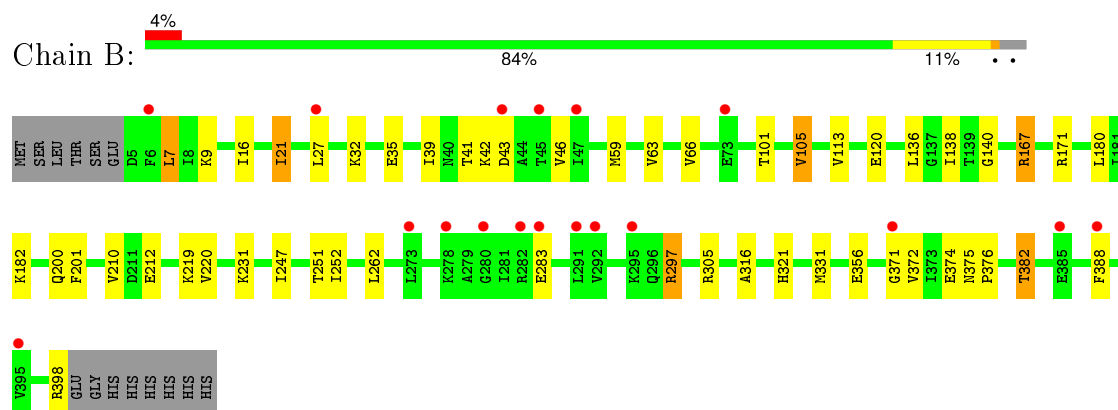 4%
Chain B:
84% 11% • •
MET SER LEU THR SER GLU D5 F6 L7 I8 K9 I16 I21 L27 K32 E35 I39 N40 T41 K42 D43 A44 T45 V46 I47 M59 V63 V66 E73 T101 V105 V113 E120 L136 G137 I138 T139 G140 R167 R171 L180 I181
K182 Q200 F201 V210 D211 E212 K219 V220 K231 I247 T251 I252 L262 L273 K278 A279 G280 I281 R282 E283 L291 V292 K295 Q296 R297 R305 A316 H321 M331 E356 G371 V372 I373 E374 N375 P376 T382 E385 F388
V395 R398 GLU GLY HIS HIS HIS HIS HIS HIS